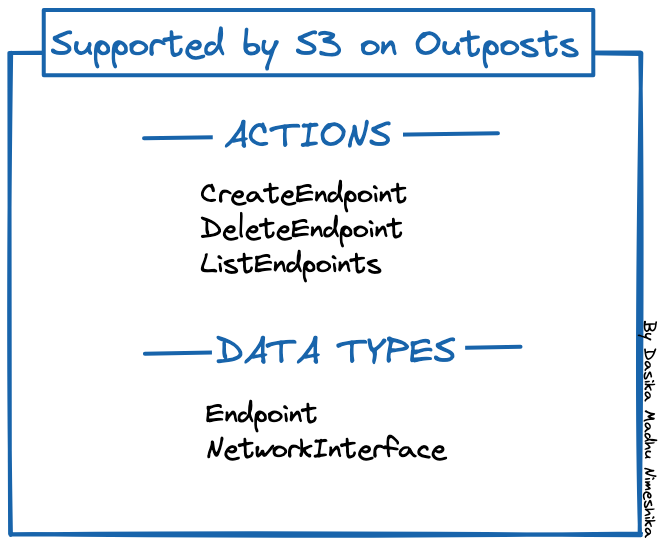 Supported by S3 on Outposts
ACTIONS
CreateEndpoint
DeleteEndpoint
ListEndpoints
DATA TYPES
Endpoint
NetworkInterface
By Dasika Madhu Nimeshika